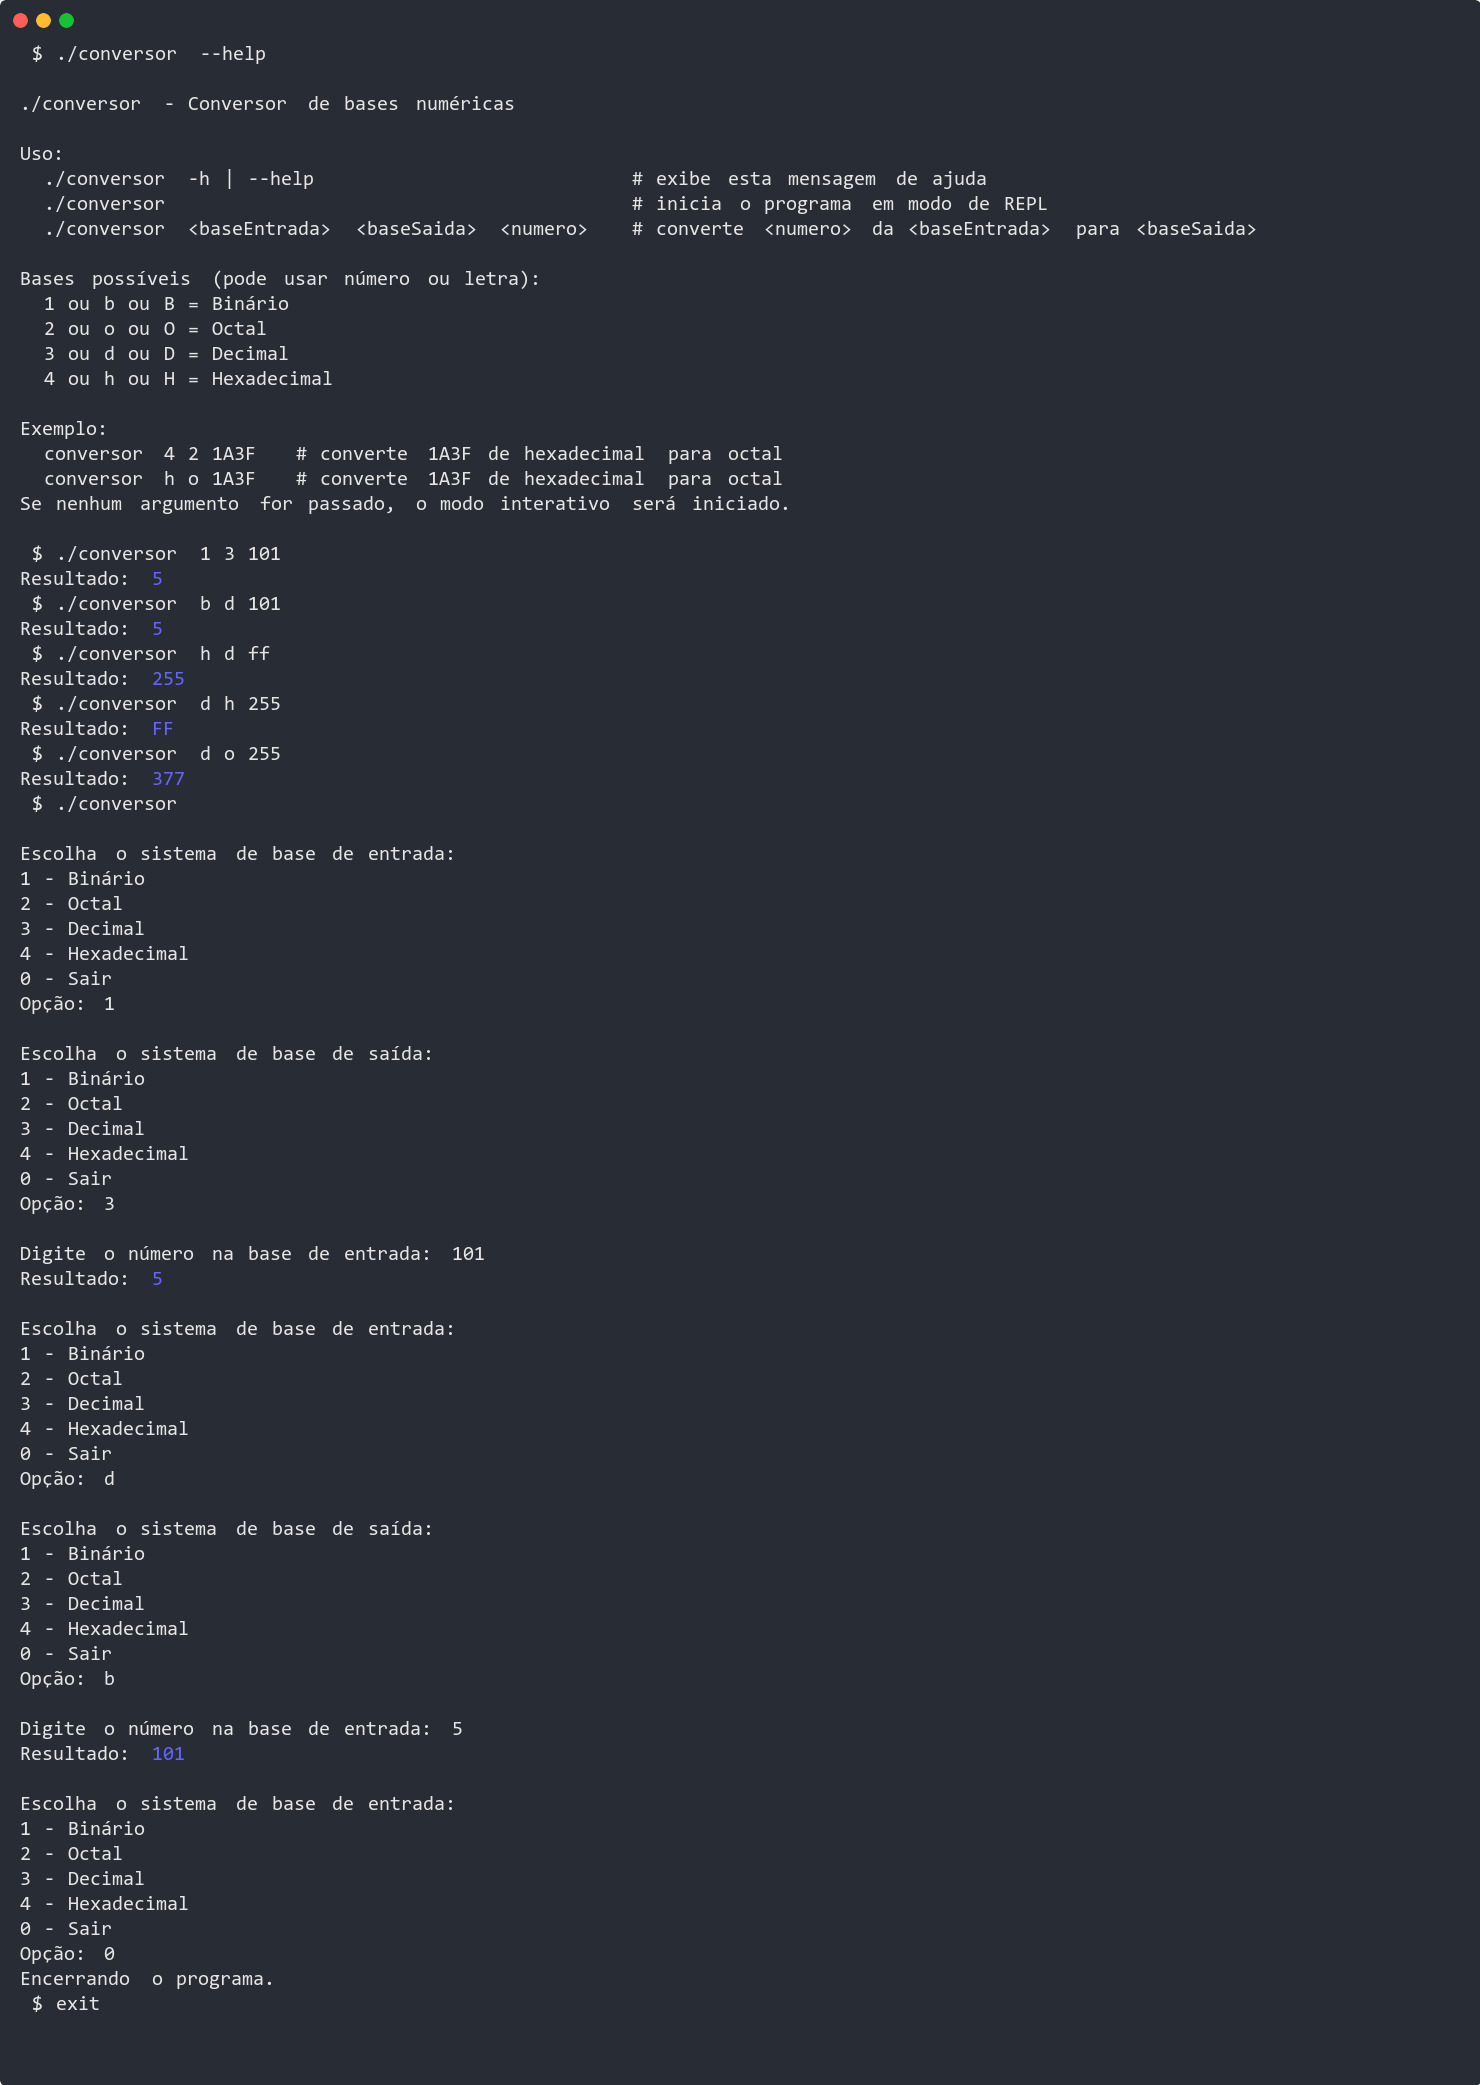 $ ./conversor --help
./conversor - Conversor de bases numéricas
Uso:
./conversor -h | --help # exibe esta mensagem de ajuda
./conversor # inicia o programa em modo de REPL
./conversor <baseEntrada> <baseSaida> <numero> # converte <numero> da <baseEntrada> para <baseSaida>
Bases possíveis (pode usar número ou letra):
1 ou b ou B = Binário
2 ou o ou O = Octal
3 ou d ou D = Decimal
4 ou h ou H = Hexadecimal
Exemplo:
conversor 4 2 1A3F # converte 1A3F de hexadecimal para octal
conversor h o 1A3F # converte 1A3F de hexadecimal para octal
Se nenhum argumento for passado, o modo interativo será iniciado.
$ ./conversor 1 3 101
Resultado: 5
$ ./conversor b d 101
Resultado: 5
$ ./conversor h d ff
Resultado: 255
$ ./conversor d h 255
Resultado: FF
$ ./conversor d o 255
Resultado: 377
$ ./conversor
Escolha o sistema de base de entrada:
1 - Binário
2 - Octal
3 - Decimal
4 - Hexadecimal
0 - Sair
Opção: 1
Escolha o sistema de base de saída:
1 - Binário
2 - Octal
3 - Decimal
4 - Hexadecimal
0 - Sair
Opção: 3
Digite o número na base de entrada: 101
Resultado: 5
Escolha o sistema de base de entrada:
1 - Binário
2 - Octal
3 - Decimal
4 - Hexadecimal
0 - Sair
Opção: d
Escolha o sistema de base de saída:
1 - Binário
2 - Octal
3 - Decimal
4 - Hexadecimal
0 - Sair
Opção: b
Digite o número na base de entrada: 5
Resultado: 101
Escolha o sistema de base de entrada:
1 - Binário
2 - Octal
3 - Decimal
4 - Hexadecimal
0 - Sair
Opção: 0
Encerrando o programa.
$ exit